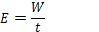 E = W/t